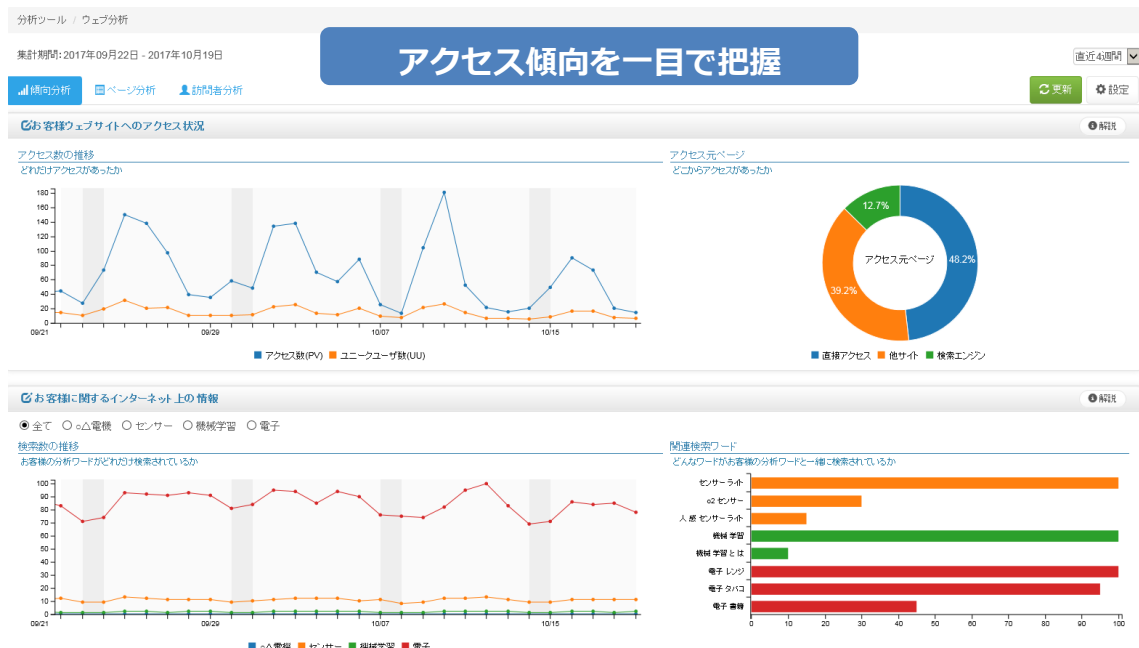 分析ツール / ウェブ分析
集計期間:2017年09月22日 - 2017年10月19日
アクセス傾向を一目で把握
直近4週間
傾向分析 ページ分析 訪問者分析
更新 設定
お客様ウェブサイトへのアクセス状況
解説
アクセス数の推移
どれだけアクセスがあったか
180
160
140
120
100
80
60
40
20
0
09/21 09/29 10/07 10/15
アクセス数(PV) ユニークユーザ数(UU)
アクセス元ページ
どこからアクセスがあったか
12.7%
48.2%
39.2%
アクセス元ページ
直接アクセス 他サイト 検索エンジン
お客様に関するインターネット上の情報
解説
全て ○△電機 センサー 機械学習 電子
検索数の推移
お客様の分析ワードがどれだけ検索されているか
100
90
80
70
60
50
40
30
20
10
0
09/21 09/29 10/07 10/15
○△電機 センサー 機械学習 電子
関連検索ワード
どんなワードがお客様の分析ワードと一緒に検索されているか
センサーライト
o2 センサー
人感センサーライト
機械 学習
機械 学習 とは
電子 レンジ
電子 タバコ
電子 書籍
0 10 20 30 40 50 60 70 80 90 100